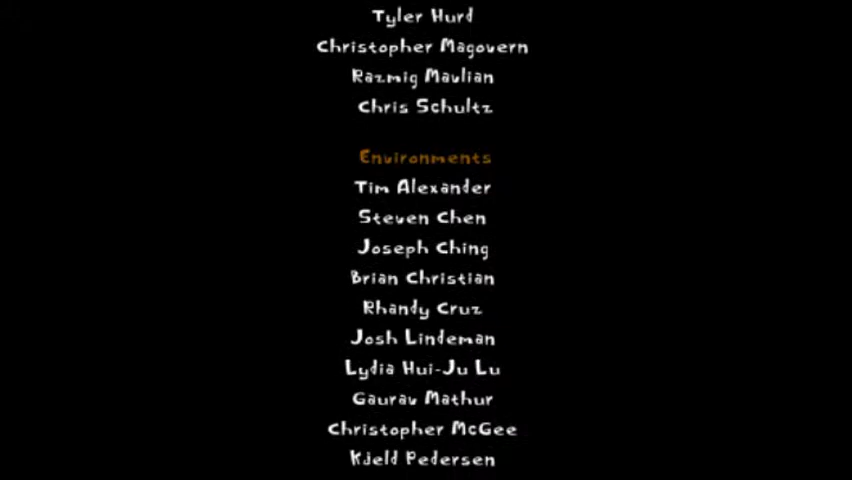 Tyler Hurd
Christopher Magovern
Razmig Mavlian
Chris Schultz
Environments
Tim Alexander
Steven Chen
Joseph Ching
Brian Christian
Rhandy Cruz
Josh Lindeman
Lydia Hui-Ju Lu
Gaurav Mathur
Christopher McGee
Kjeld Pedersen